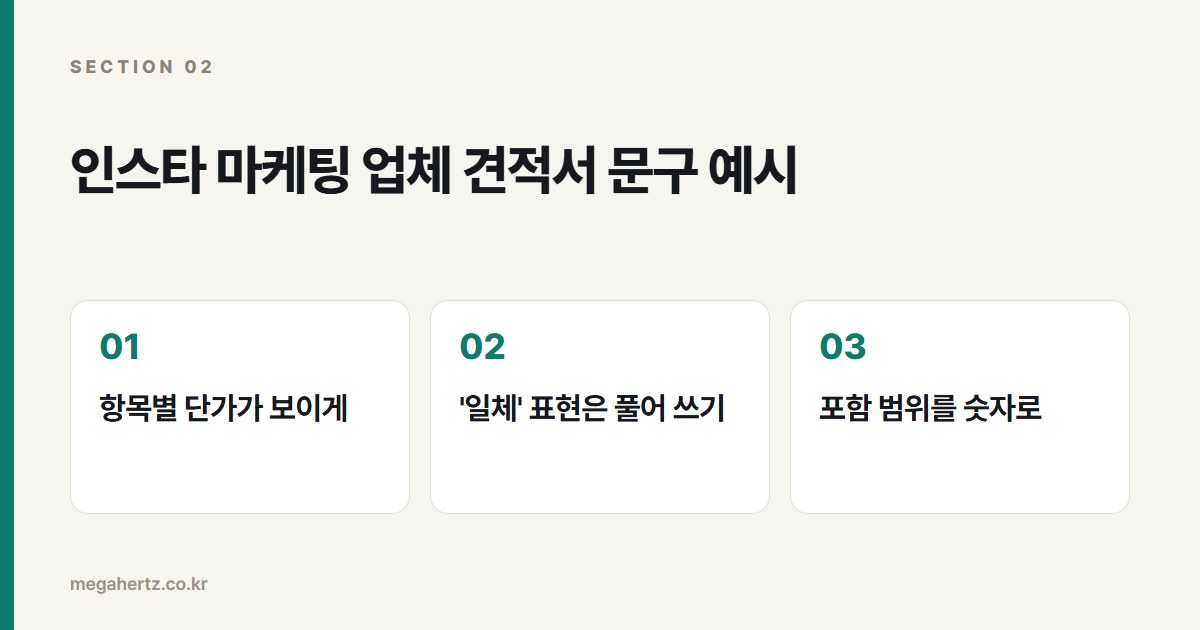 SECTION 02
인스타 마케팅 업체 견적서 문구 예시
01
항목별 단가가 보이게
02
'일체' 표현은 풀어 쓰기
03
포함 범위를 숫자로
megahertz.co.kr